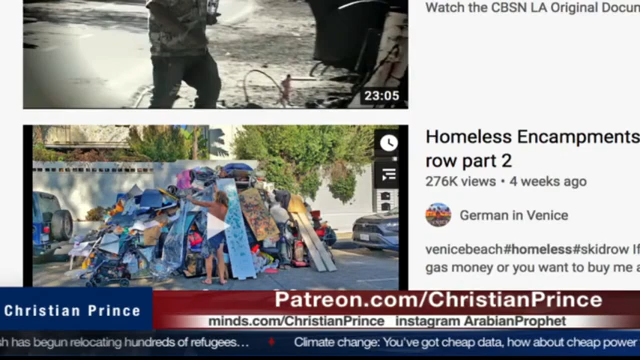 Watch the CBSN LA Original Docum
23:05
Homeless Encampments
row part 2
276K views • 4 weeks ago
German in Venice
venicebeach#homeless#skidrow If
gas money or you want to buy me a
Christian Prince
Patreon.com/ChristianPrince
minds.com/ChristianPrince instagram ArabianProphet
sh has begun relocating hundreds of refugees… Climate change: You've got cheap data, how about cheap power